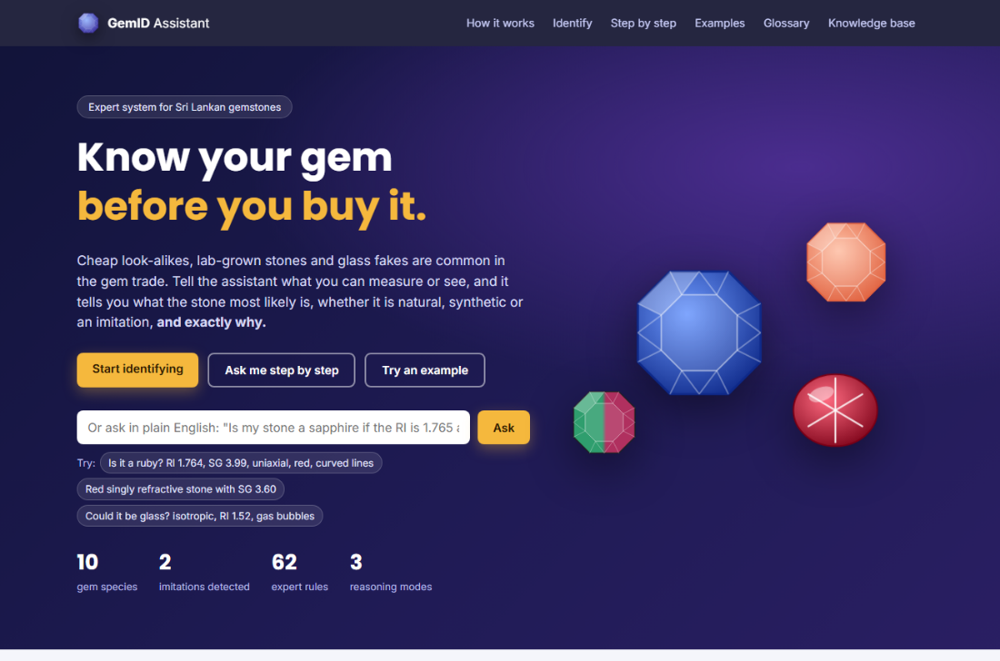 GemID Assistant
How it works
Identify
Step by step
Examples
Glossary
Knowledge base
Expert system for Sri Lankan gemstones
Know your gem
before you buy it.
Cheap look-alikes, lab-grown stones and glass fakes are common in
the gem trade. Tell the assistant what you can measure or see, and it
tells you what the stone most likely is, whether it is natural, synthetic or
an imitation, and exactly why.
Start identifying
Ask me step by step
Try an example
Or ask in plain English: "Is my stone a sapphire if the RI is 1.765
Ask
Try:
Is it a ruby? RI 1.764, SG 3.99, uniaxial, red, curved lines
Red singly refractive stone with SG 3.60
Could it be glass? isotropic, RI 1.52, gas bubbles
10
gem species
2
imitations detected
62
expert rules
3
reasoning modes